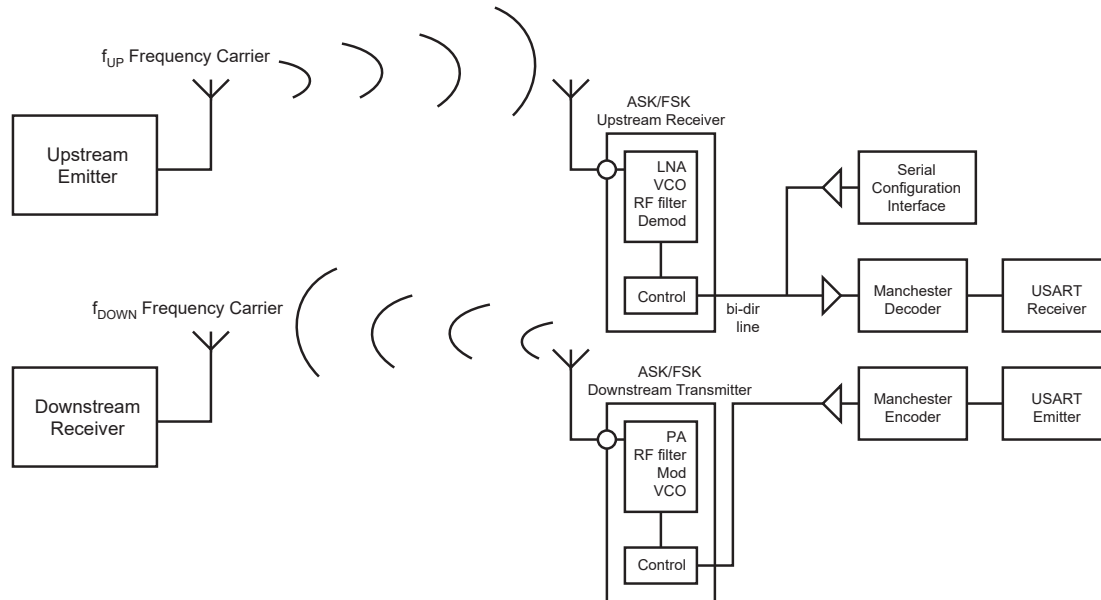 fUP Frequency Carrier
Upstream
Emitter
ASK/FSK
Upstream Receiver
LNA
VCO
RF filter
Demod
Control
bi-dir
line
Serial
Configuration
Interface
Manchester
Decoder
USART
Receiver
fDOWN Frequency Carrier
Downstream
Receiver
ASK/FSK
Downstream Transmitter
PA
RF filter
Mod
VCO
Control
Manchester
Encoder
USART
Emitter